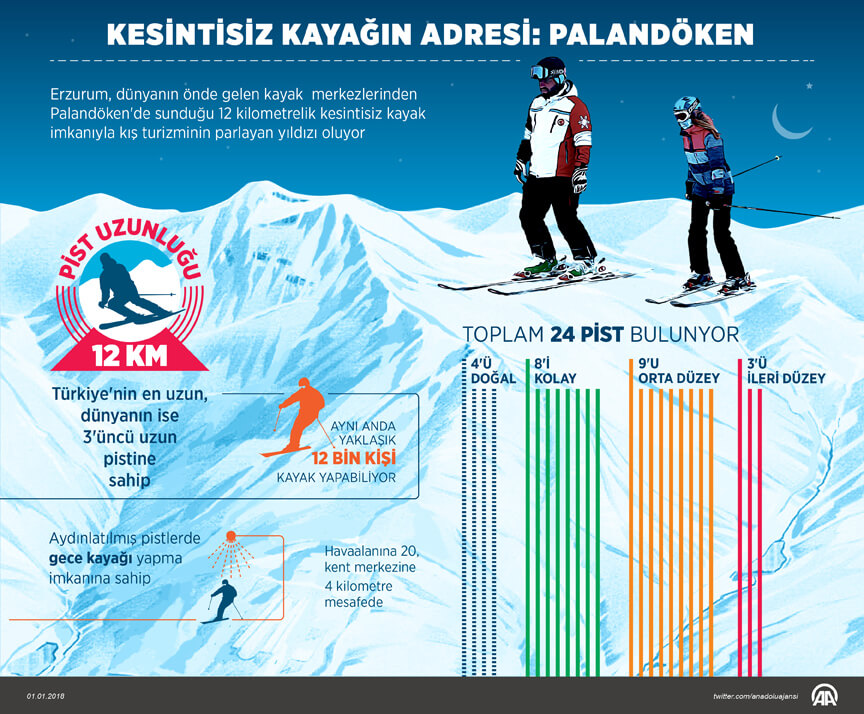 KESİNTİSİZ KAYAĞIN ADRESİ: PALANDÖKEN
Erzurum, dünyanın önde gelen kayak merkezlerinden
Palandöken'de sunduğu 12 kilometrelik kesintisiz kayak
imkanıyla kış turizminin parlayan yıldızı oluyor
PİST UZUNLUĞU
12 KM
Türkiye'nin en uzun,
dünyanın ise
3'üncü uzun
pistine
sahip
AYNI ANDA
YAKLAŞIK
12 BİN KİŞİ
KAYAK YAPABİLİYOR
Aydınlatılmış pistlerde
gece kayağı yapma
imkanına sahip
Havaalanına 20,
kent merkezine
4 kilometre
mesafede
TOPLAM 24 PİST BULUNYOR
4'Ü
DOĞAL
8'İ
KOLAY
9'U
ORTA DÜZEY
3'Ü
İLERİ DÜZEY
01.01.2018
twitter.com/anadoluajansi
AA